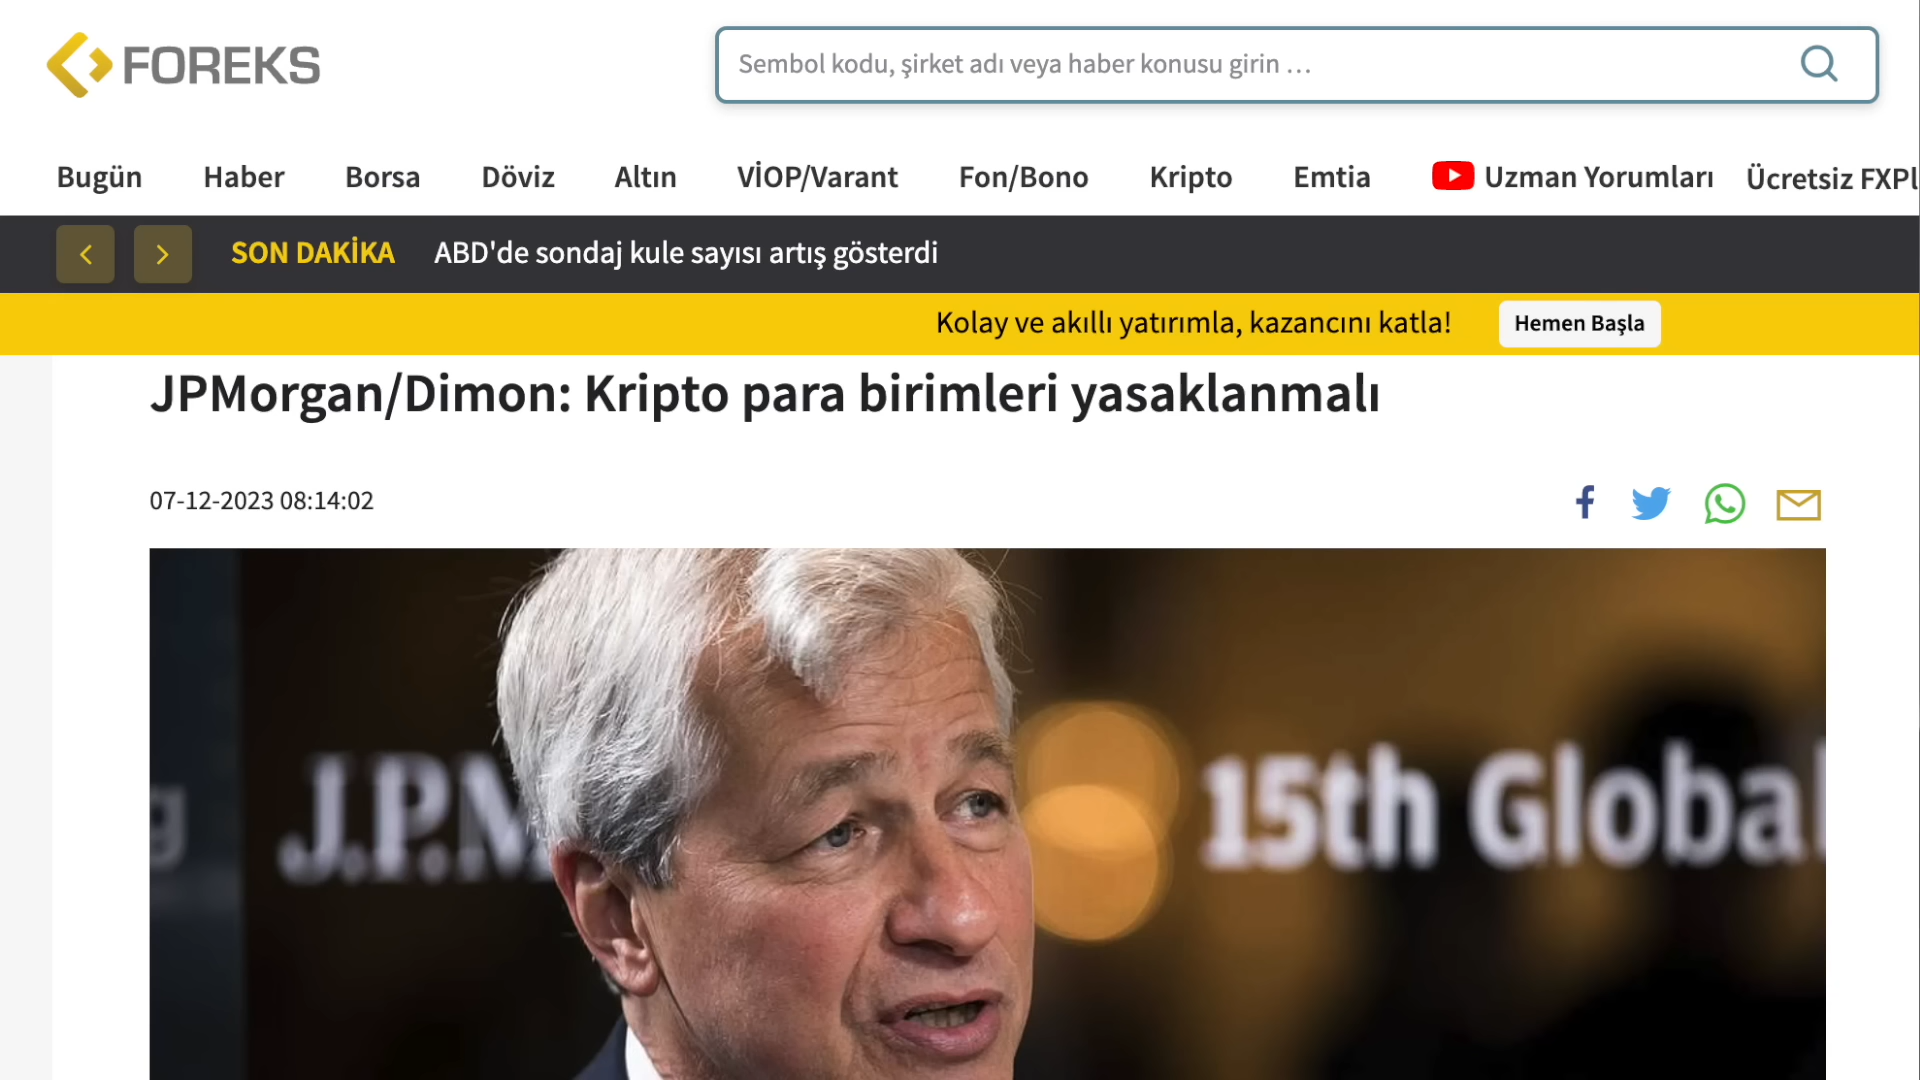 FOREKS
Sembol kodu, şirket adı veya haber konusu girin …
Bugün Haber Borsa Döviz Altın VİOP/Varant Fon/Bono Kripto Emtia Uzman Yorumları Ücretsiz FXPl
SON DAKİKA ABD'de sondaj kule sayısı artış gösterdi
Kolay ve akıllı yatırımla, kazancını katla! Hemen Başla
JPMorgan/Dimon: Kripto para birimleri yasaklanmalı
07-12-2023 08:14:02
J.P.M
15th Global